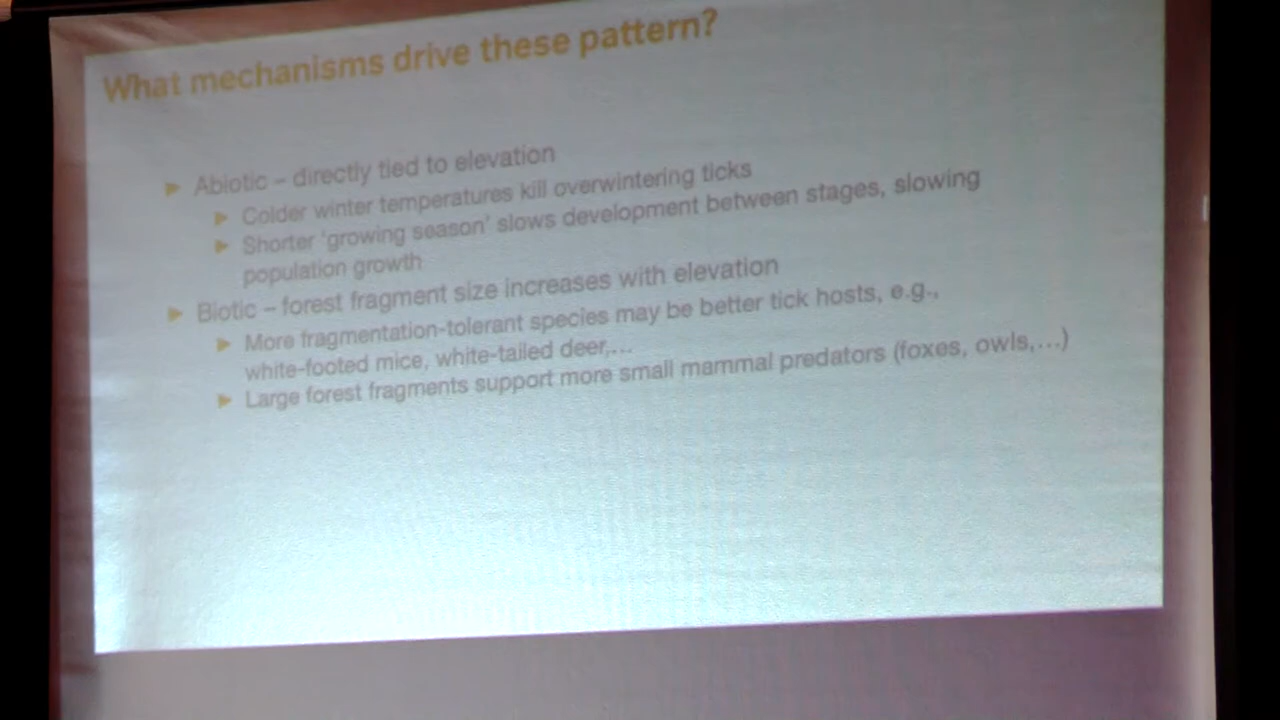 What mechanisms drive these pattern?
Abiotic – directly tied to elevation
Colder winter temperatures kill overwintering ticks
Shorter 'growing season' slows development between stages, slowing
population growth
Biotic – forest fragment size increases with elevation
More fragmentation-tolerant species may be better tick hosts, e.g.,
white-footed mice, white-tailed deer,...
Large forest fragments support more small mammal predators (foxes, owls,...)